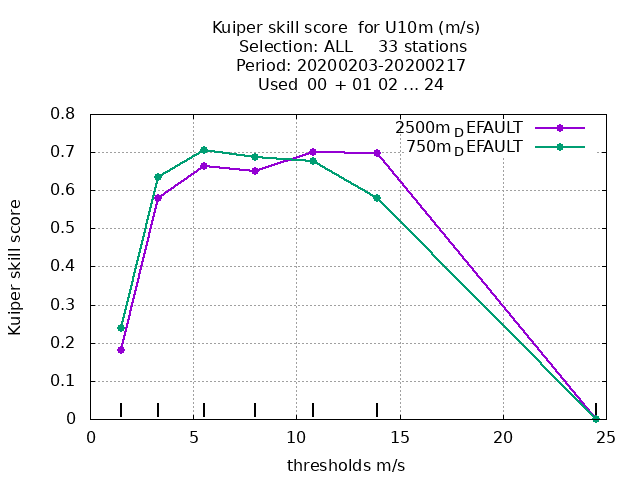 Kuiper skill score for U10m (m/s)
Selection: ALL 33 stations
Period: 20200203-20200217
Used 00 + 01 02 ... 24
2500m_DEFAULT
750m_DEFAULT
0.8
0.7
0.6
0.5
0.4
0.3
0.2
0.1
0
Kuiper skill score
0 5 10 15 20 25
thresholds m/s